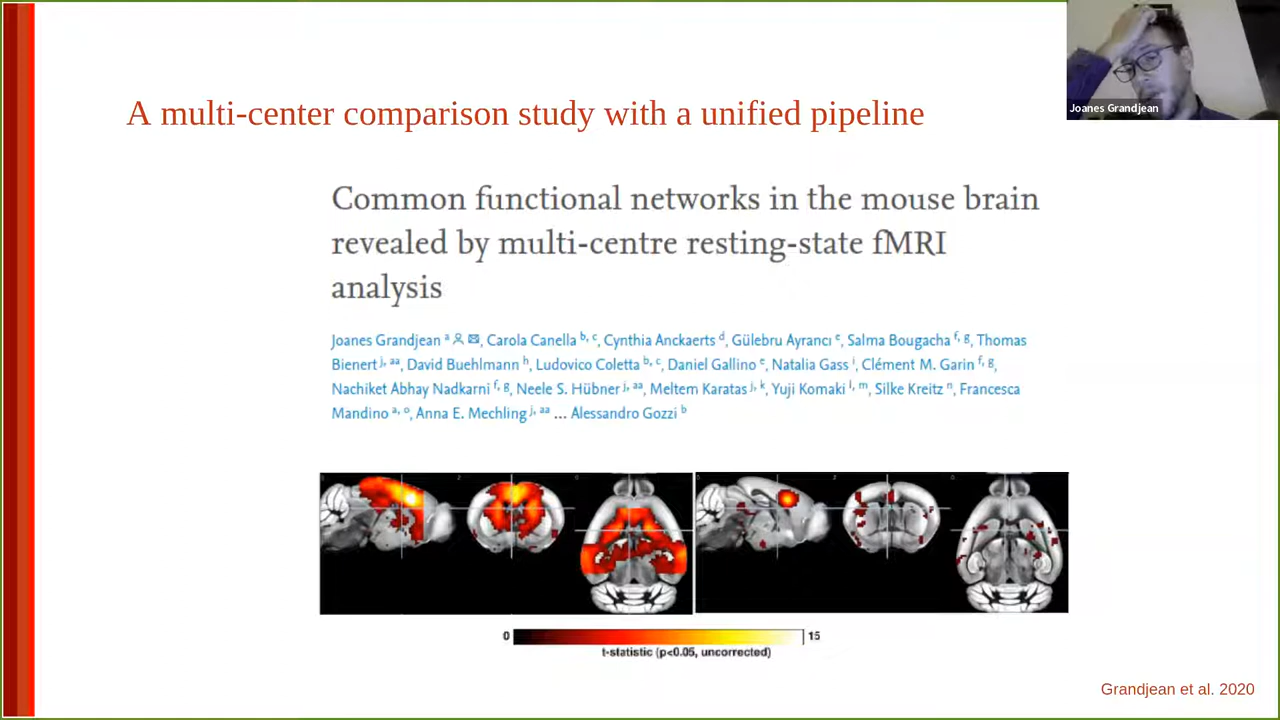 A multi-center comparison study with a unified pipeline
Joanes Grandjean
Common functional networks in the mouse brain
revealed by multi-centre resting-state fMRI
analysis
Joanes Grandjean a, Carola Canella b, c, Cynthia Anckaerts d, Gülebru Ayrancı e, Salma Bougacha f, g, Thomas
Bienert j, aa, David Buehlmann h, Ludovico Coletta b, c, Daniel Gallino e, Natalia Gass i, Clément M. Garin f, g,
Nachiket Abhay Nadkarni f, g, Neele S. Hübner j, aa, Meltem Karatas j, k, Yuji Komaki l, m, Silke Kreitz n, Francesca
Mandino a, o, Anna E. Mechling j, aa ... Alessandro Gozzi b
0 15
t-statistic (p<0.05, uncorrected)
Grandjean et al. 2020